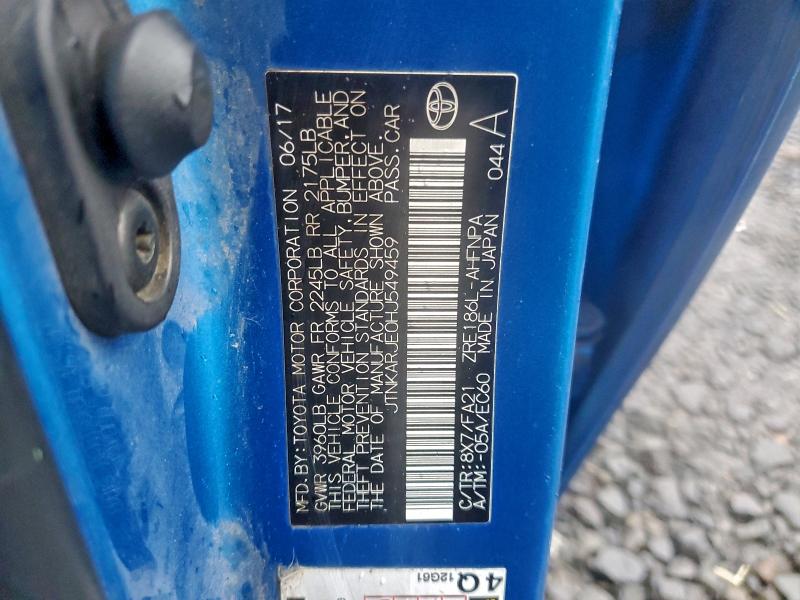 MFD. BY: TOYOTA MOTOR CORPORATION 06/17
GVWR 3960LB GAWR FR 2245LB RR 2175LB
THIS VEHICLE CONFORMS TO ALL APPLICABLE
FEDERAL MOTOR VEHICLE SAFETY, BUMPER, AND
THEFT PREVENTION STANDARDS IN EFFECT ON
THE DATE OF MANUFACTURE SHOWN ABOVE.
JTNKARJE0HJ549459 PASS. CAR
C/TR: 8X7/FA21 ZRE186L-AHFNPA 044 A
A/TM: -05A/EC60 MADE IN JAPAN
4Q
12G61